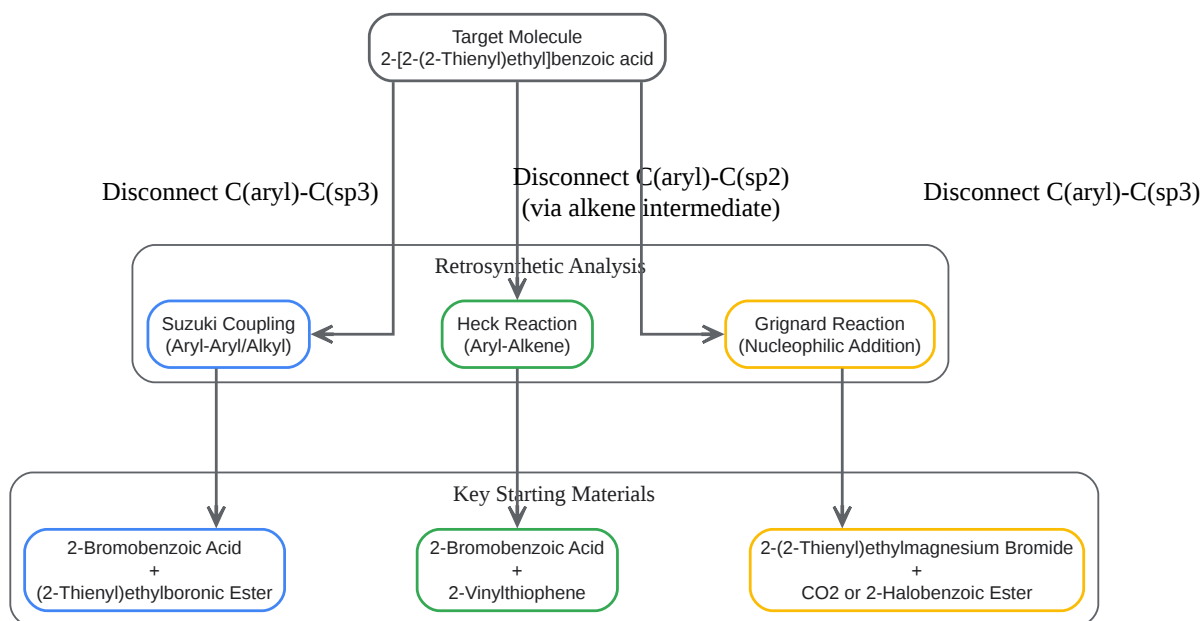 Target Molecule
2-[2-(2-Thienyl)ethyl]benzoic acid
Disconnect C(aryl)-C(sp3)
Disconnect C(aryl)-C(sp2)
(via alkene intermediate)
Disconnect C(aryl)-C(sp3)
Retrosynthetic Analysis
Suzuki Coupling
(Aryl-Aryl/Alkyl)
Heck Reaction
(Aryl-Alkene)
Grignard Reaction
(Nucleophilic Addition)
Key Starting Materials
2-Bromobenzoic Acid
+
(2-Thienyl)ethylboronic Ester
2-Bromobenzoic Acid
+
2-Vinylthiophene
2-(2-Thienyl)ethylmagnesium Bromide
+
CO2 or 2-Halobenzoic Ester